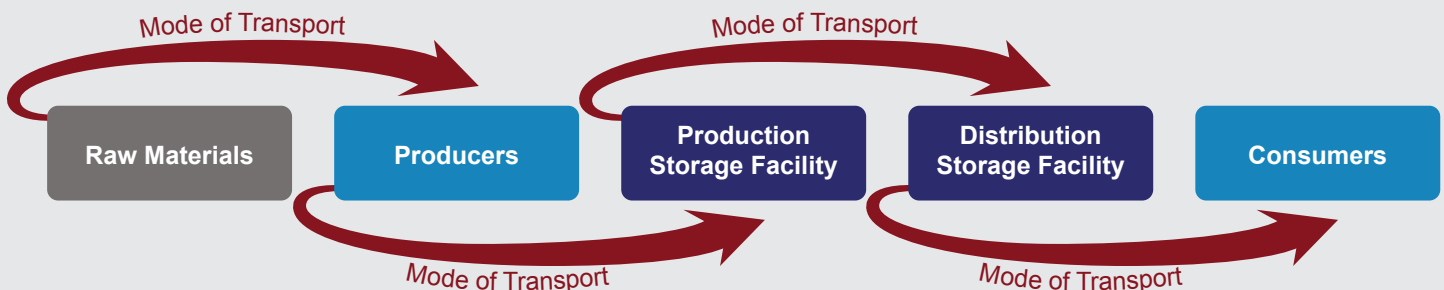 Mode of Transport
Mode of Transport
Raw Materials
Producers
Production
Storage Facility
Distribution
Storage Facility
Consumers
Mode of Transport
Mode of Transport